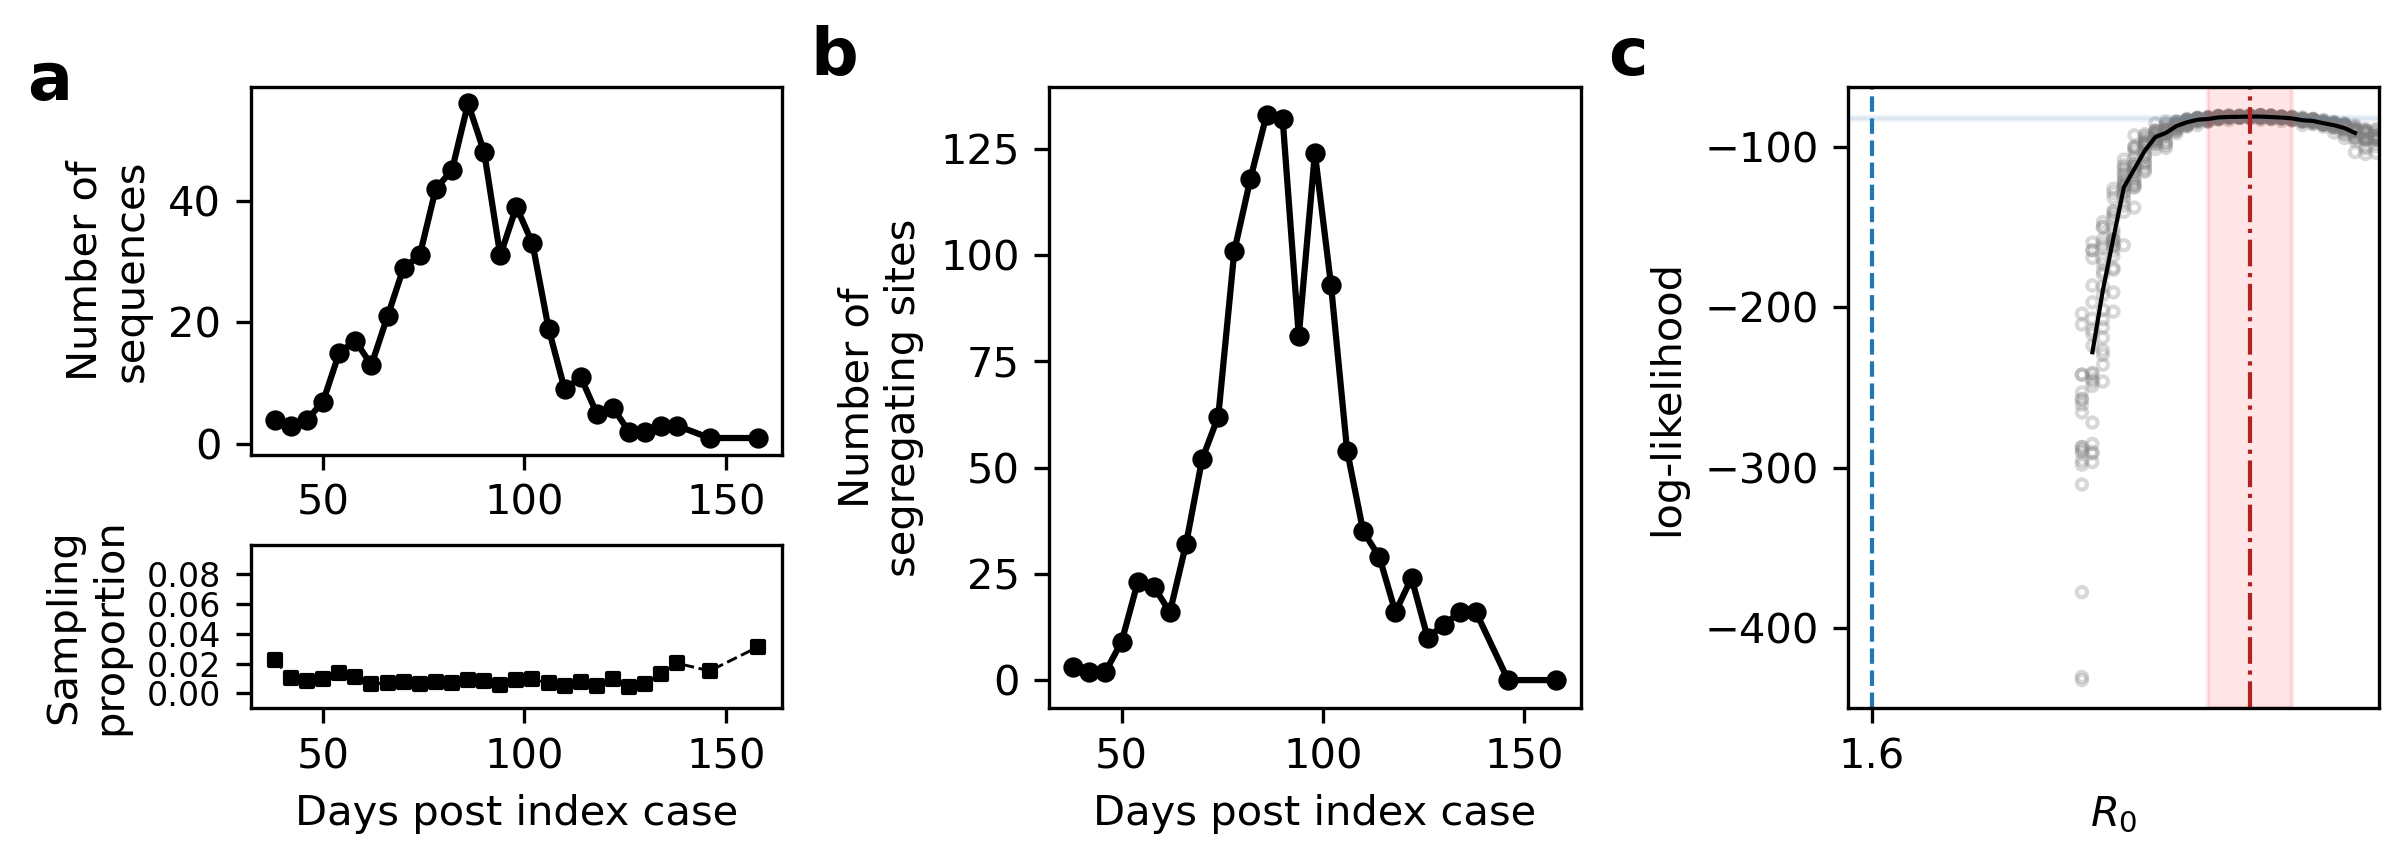 a
Number of
sequences
40
20
0
50 100 150
Sampling
proportion
0.08
0.06
0.04
0.02
0.00
50 100 150
Days post index case
b
Number of
segregating sites
125
100
75
50
25
0
50 100 150
Days post index case
c
log-likelihood
−100
−200
−300
−400
1.6
R₀